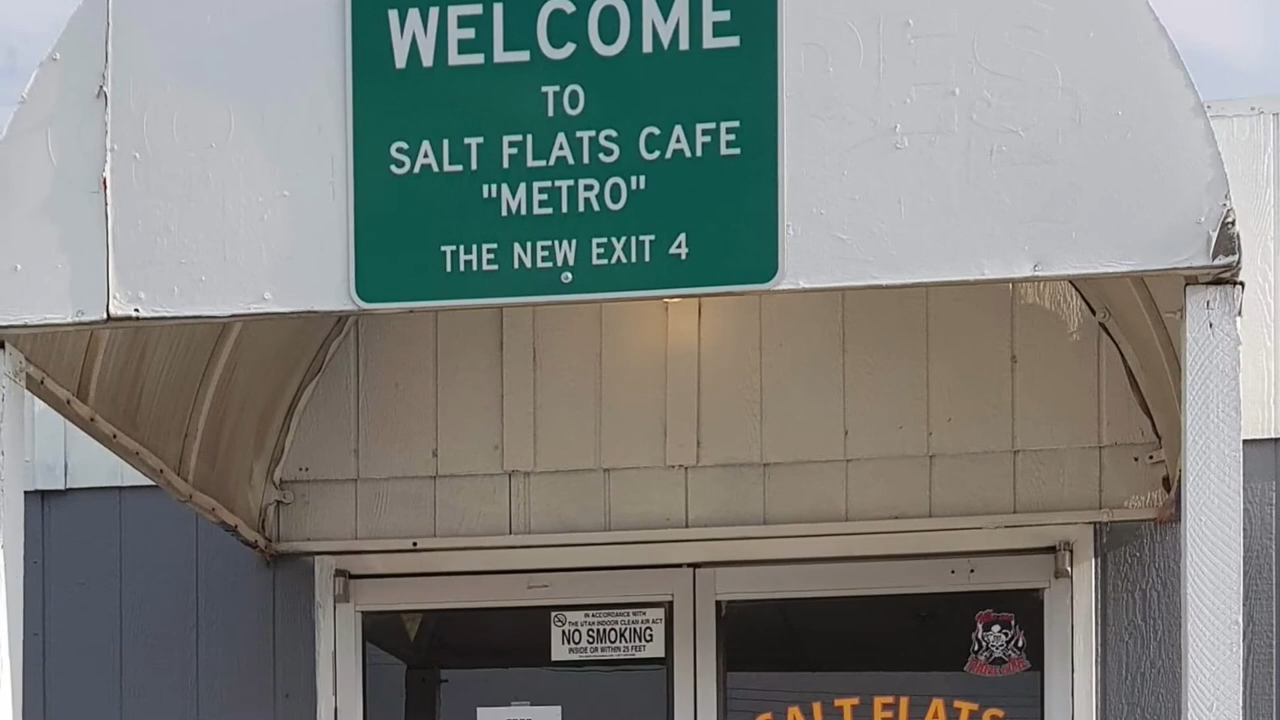 WELCOME
TO
SALT FLATS CAFE
"METRO"
THE NEW EXIT 4
IN ACCORDANCE WITH
THE UTAH INDOOR CLEAN AIR ACT
NO SMOKING
INSIDE OR WITHIN 25 FEET
SALT FLATS